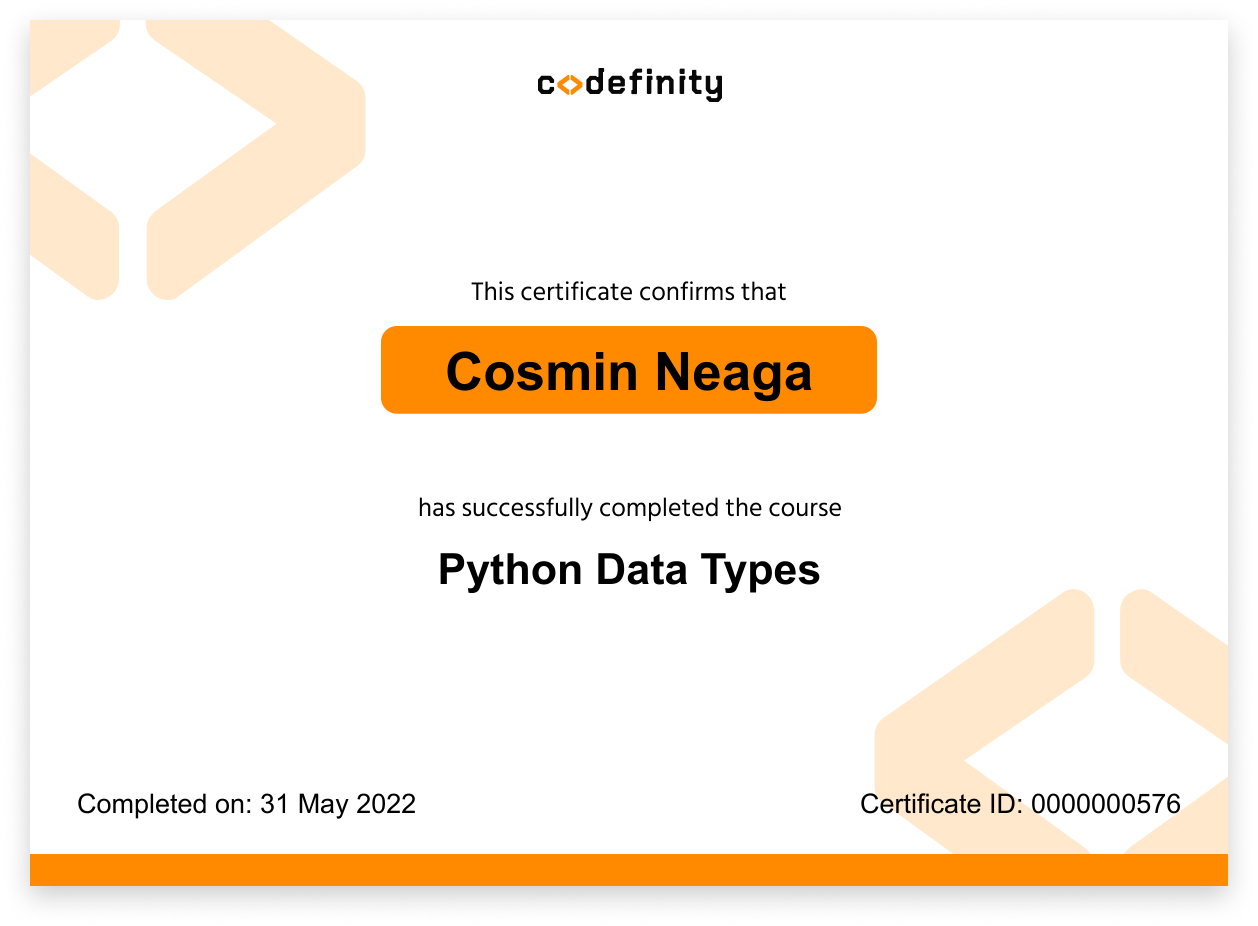 codefinity
This certificate confirms that
Cosmin Neaga
has successfully completed the course
Python Data Types
Completed on: 31 May 2022
Certificate ID: 0000000576